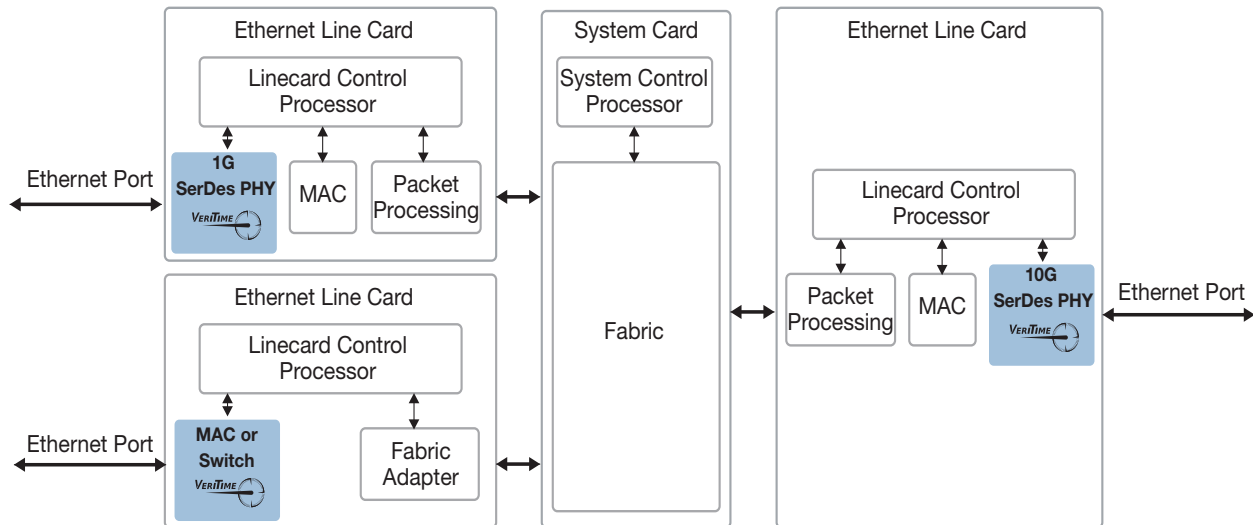 Ethernet Line Card
Linecard Control
Processor
1G
SerDes PHY
VERITIME
MAC
Packet
Processing
Ethernet Port
Ethernet Line Card
Linecard Control
Processor
MAC or
Switch
VERITIME
Fabric
Adapter
Ethernet Port
System Card
System Control
Processor
Fabric
Ethernet Line Card
Linecard Control
Processor
Packet
Processing
MAC
10G
SerDes PHY
VERITIME
Ethernet Port